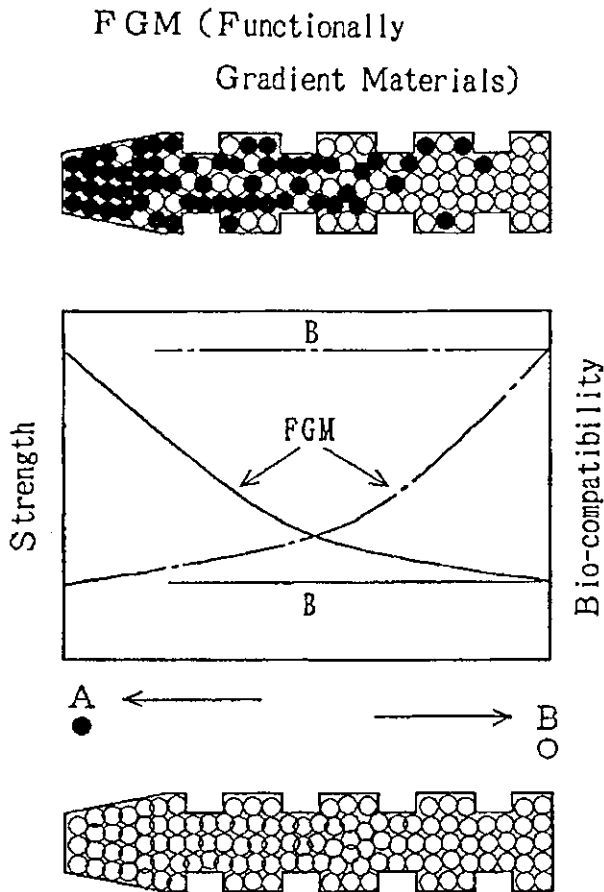 FGM (Functionally
Gradient Materials)
B
FGM
B
Strength
Bio-compatibility
A
B